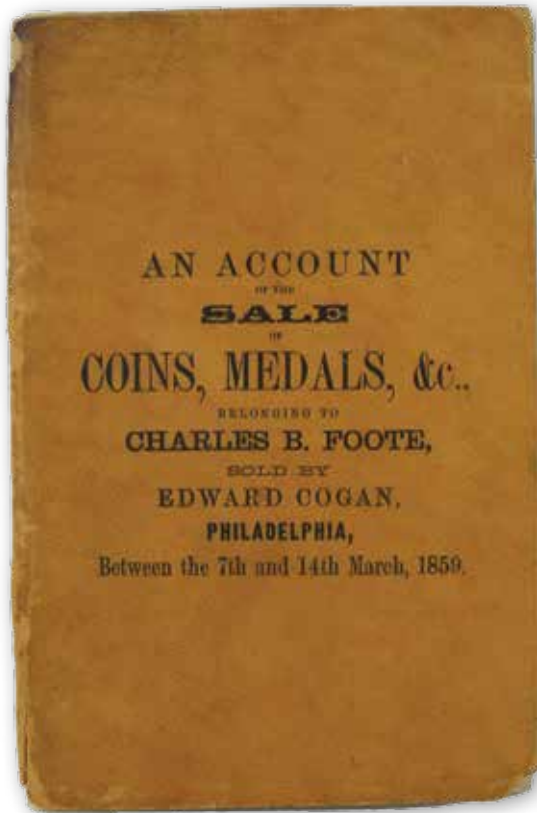 AN ACCOUNT
OF THE
SALE
OF
COINS, MEDALS, &c.,
BELONGING TO
CHARLES B. FOOTE,
SOLD BY
EDWARD COGAN,
PHILADELPHIA,
Between the 7th and 14th March, 1859.